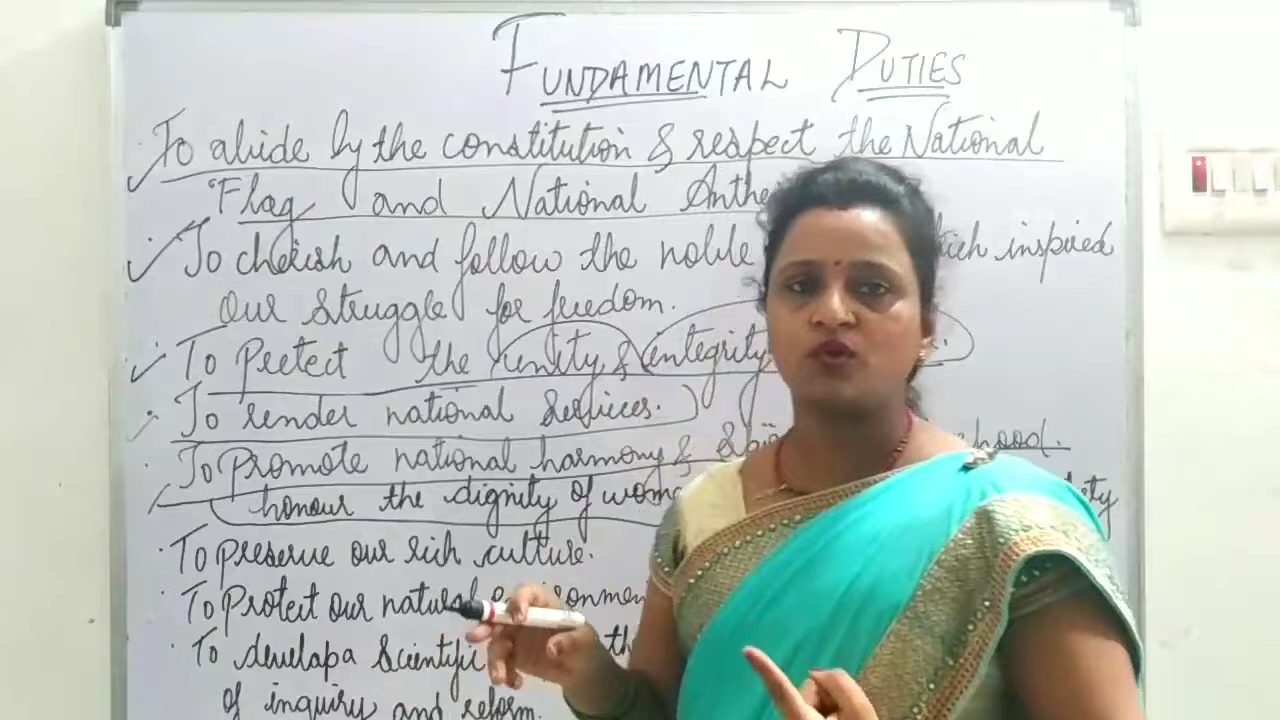 FUNDAMENTAL DUTIES
To abide by the constitution & respect the National
Flag and National
To cherish and follow the noble inspired
our struggle for freedom.
To Pretect the unity & integrity
To render national services.
To Promote national harmony &
honour the dignity of
To preserve our rich culture.
To Protect our natural
To develap a Scientific
of inquiry and reform.